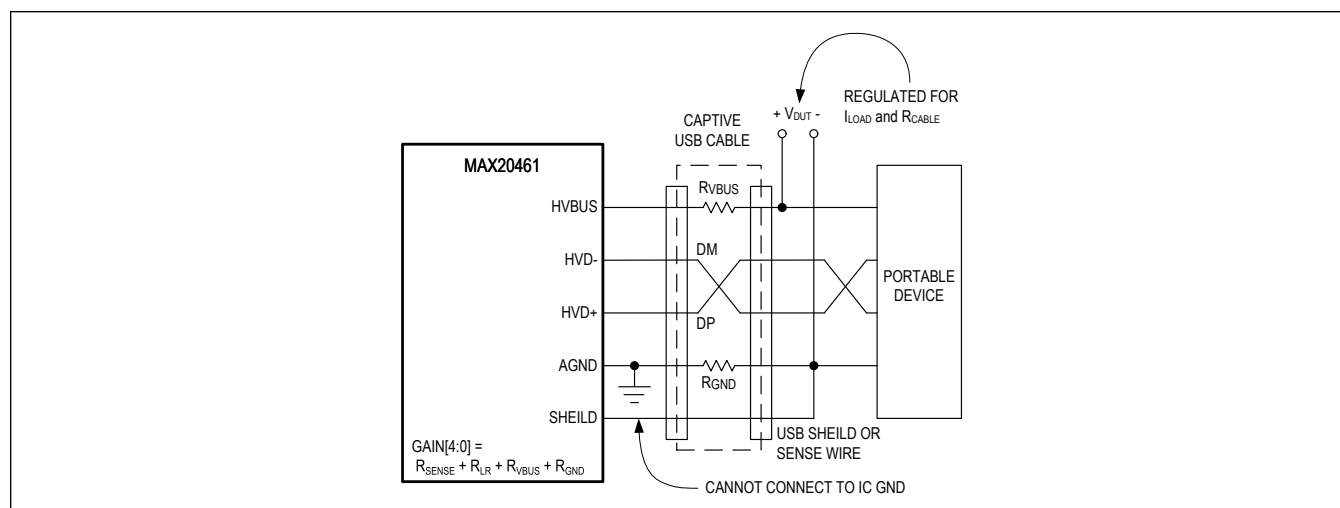 REGULATED FOR
ILOAD and RCABLE
+ VDUT -
CAPTIVE
USB CABLE
MAX20461
HVBUS
RVBUS
HVD-
DM
HVD+
DP
PORTABLE
DEVICE
AGND
RGND
SHEILD
USB SHEILD OR
SENSE WIRE
GAIN[4:0] =
RSENSE + RLR + RVBUS + RGND
CANNOT CONNECT TO IC GND